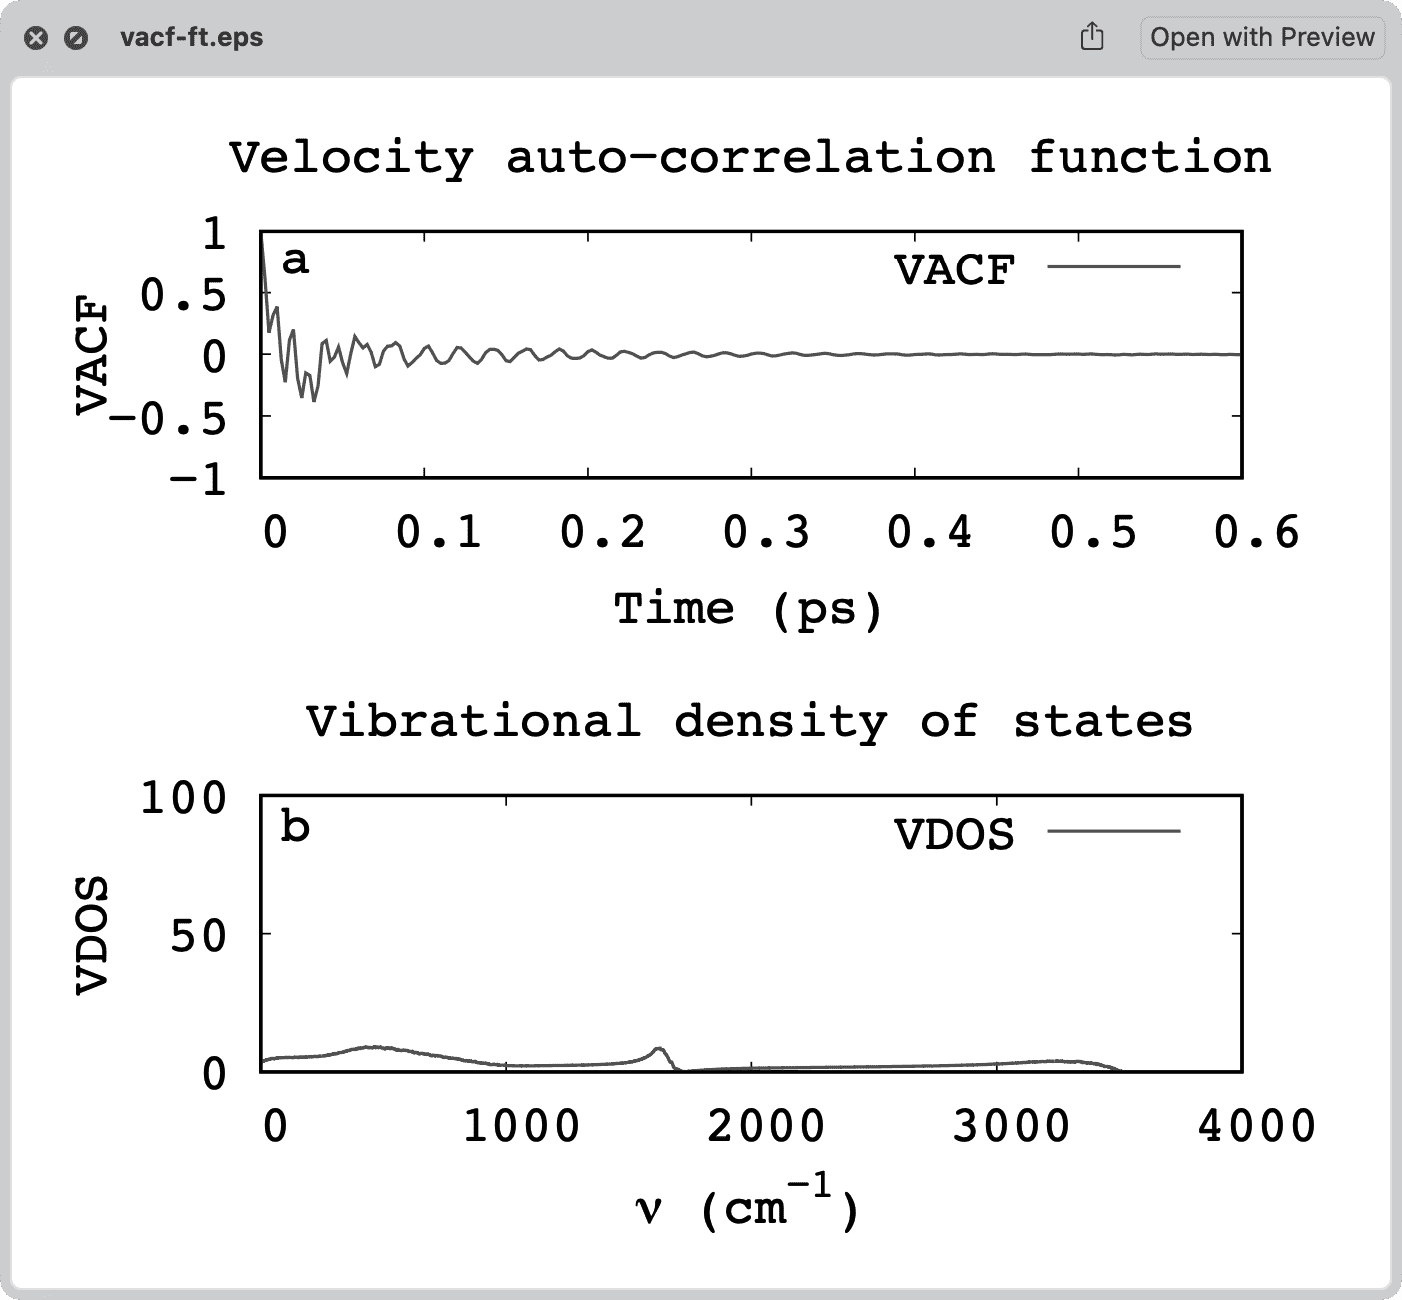 vacf-ft.eps
Open with Preview
Velocity auto-correlation function
1
a
VACF
0.5
VACF
0
-0.5
-1
0 0.1 0.2 0.3 0.4 0.5 0.6
Time (ps)
Vibrational density of states
100
b
VDOS
VDOS
50
0
0 1000 2000 3000 4000
ν (cm⁻¹)